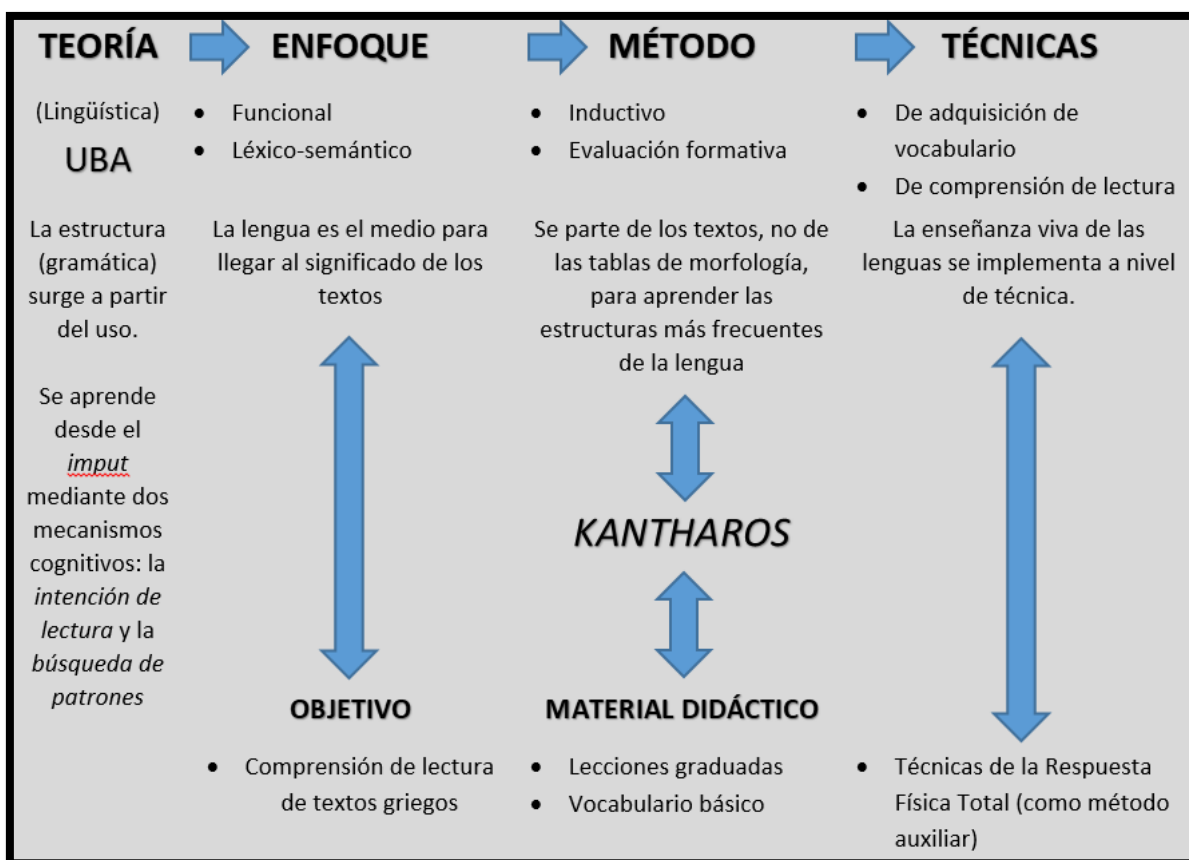 TEORÍA
(Lingüística)
UBA
La estructura
(gramática)
surge a partir
del uso.
Se aprende
desde el
imput
mediante dos
mecanismos
cognitivos: la
intención de
lectura y la
búsqueda de
patrones
ENFOQUE
• Funcional
• Léxico-semántico
La lengua es el medio para
llegar al significado de los
textos
OBJETIVO
• Comprensión de lectura
de textos griegos
MÉTODO
• Inductivo
• Evaluación formativa
Se parte de los textos, no de
las tablas de morfología,
para aprender las
estructuras más frecuentes
de la lengua
KANTHAROS
MATERIAL DIDÁCTICO
• Lecciones graduadas
• Vocabulario básico
TÉCNICAS
• De adquisición de
vocabulario
• De comprensión de lectura
La enseñanza viva de las
lenguas se implementa a nivel
de técnica.
• Técnicas de la Respuesta
Física Total (como método
auxiliar)